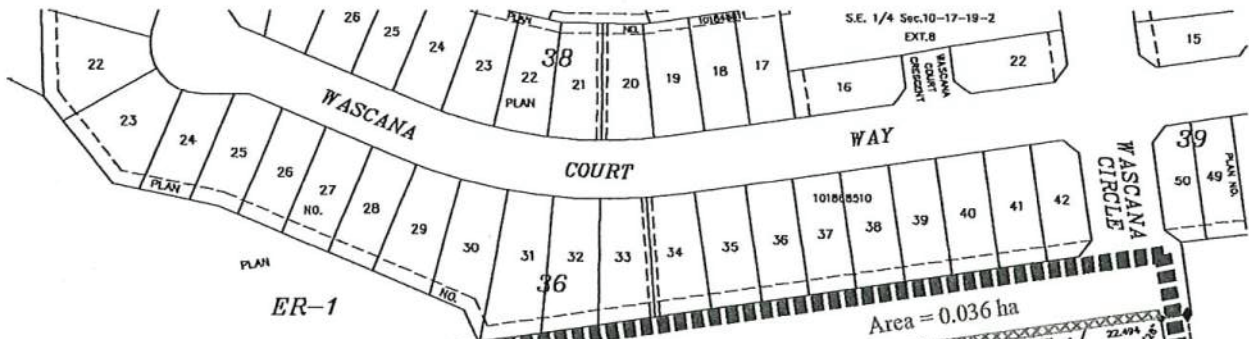 S.E. 1/4 Sec.10-17-19-2
EXT.8
26
25
24
23
22
21
20
19
18
17
PLAN
NO.
38
PLAN
16
WASCANA
COURT
CRESCENT
22
15
22
23
24
25
26
27
28
29
30
31
32
33
34
35
36
37
38
39
40
41
42
WASCANA
COURT
WAY
101868510
WASCANA
CIRCLE
39
50
49
PLAN NO.
PLAN
NO.
PLAN
NO.
36
ER-1
Area = 0.036 ha
22.494